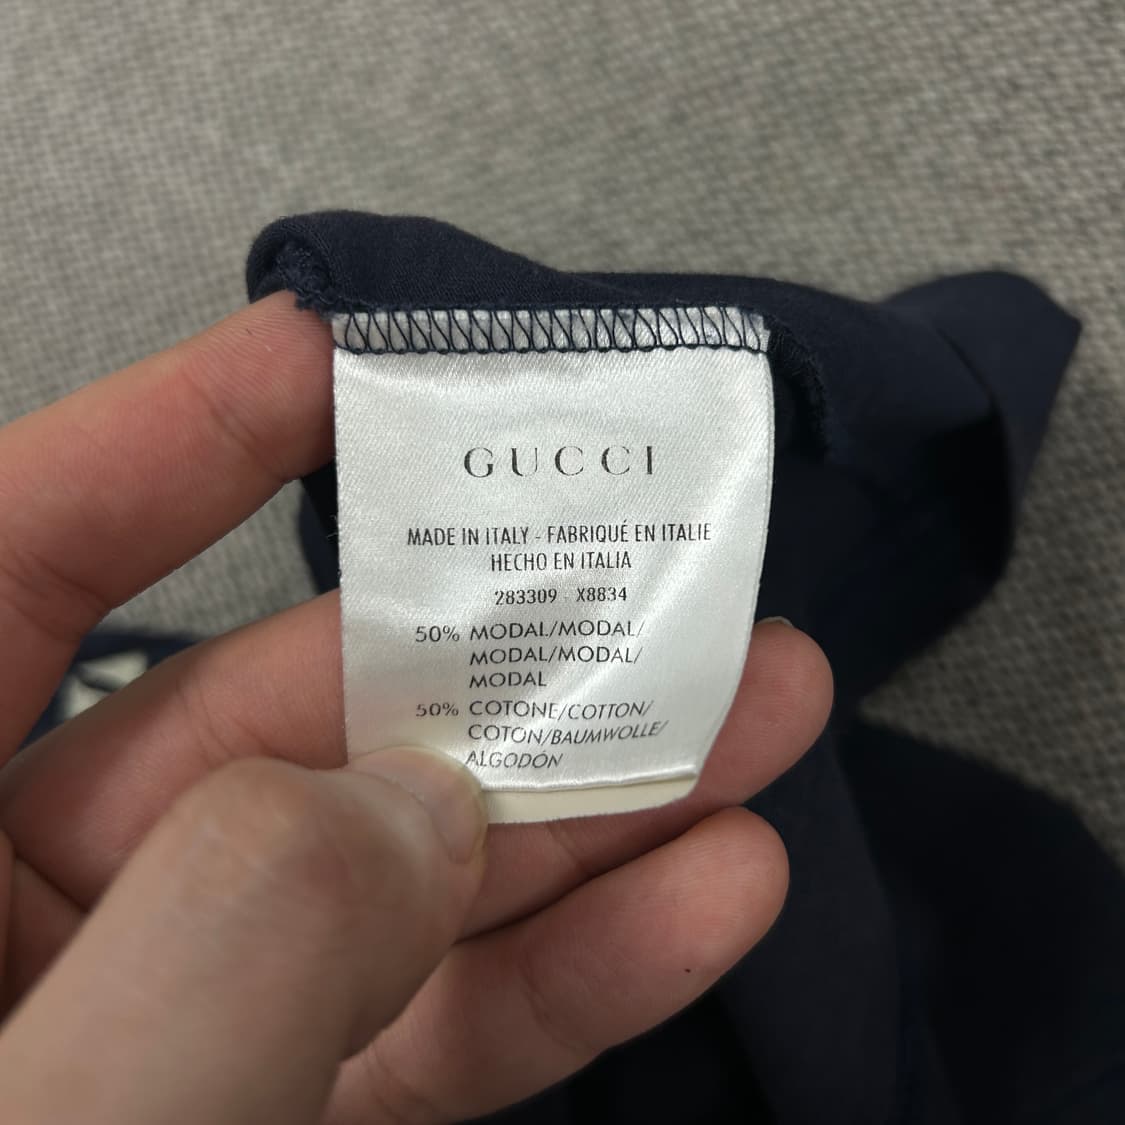 GUCCI
MADE IN ITALY - FABRIQUÉ EN ITALIE
HECHO EN ITALIA
283309 - X8834
50% MODAL/MODAL/
MODAL/MODAL/
MODAL
50% COTONE/COTTON/
COTON/BAUMWOLLE/
ALGODÓN